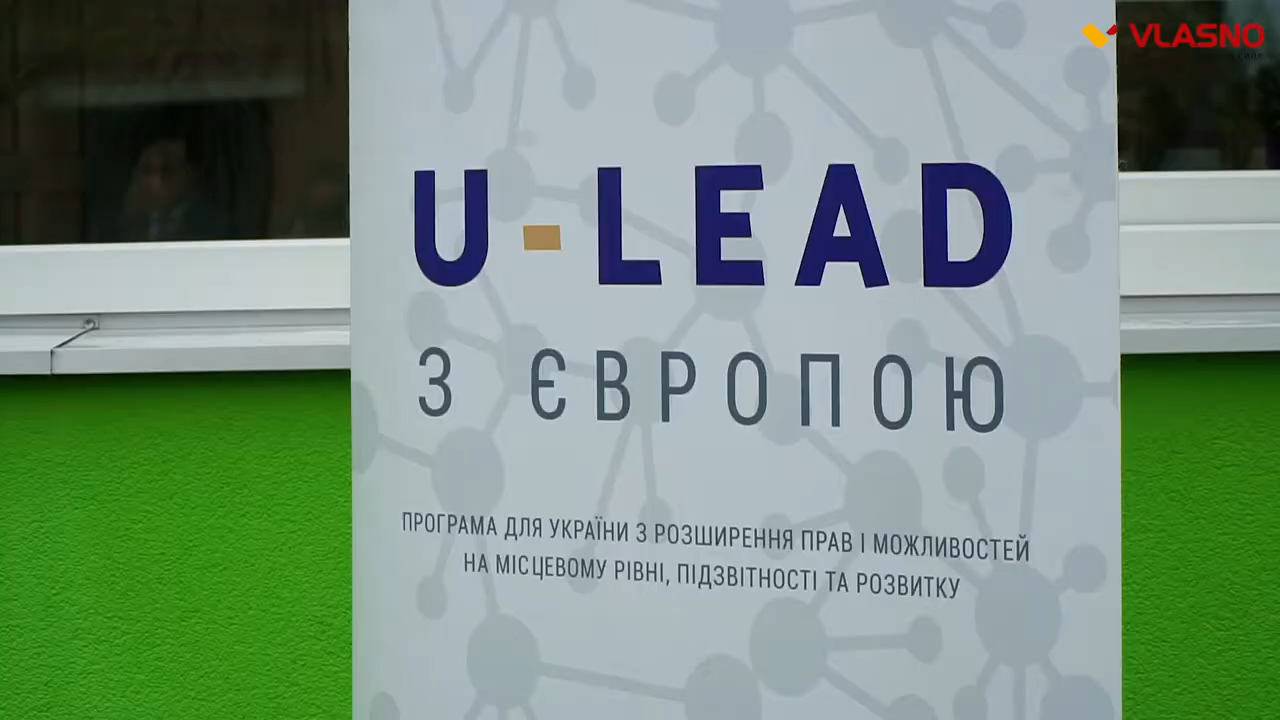 VLASNO
U-LEAD
З ЄВРОПОЮ
ПРОГРАМА ДЛЯ УКРАЇНИ З РОЗШИРЕННЯ ПРАВ І МОЖЛИВОСТЕЙ
НА МІСЦЕВОМУ РІВНІ, ПІДЗВІТНОСТІ ТА РОЗВИТКУ